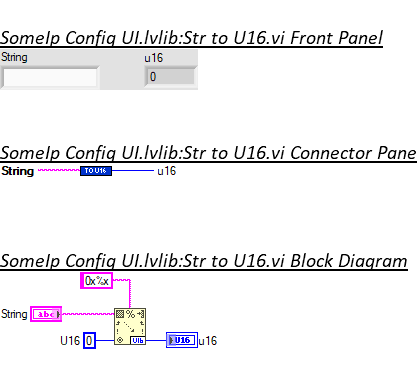 SomeIp Config UI.lvlib:Str to U16.vi Front Panel
String u16
0
SomeIp Config UI.lvlib:Str to U16.vi Connector Pane
String TO U16 u16
SomeIp Config UI.lvlib:Str to U16.vi Block Diagram
0x%x
String abc %
U16 0 U16 U16 u16